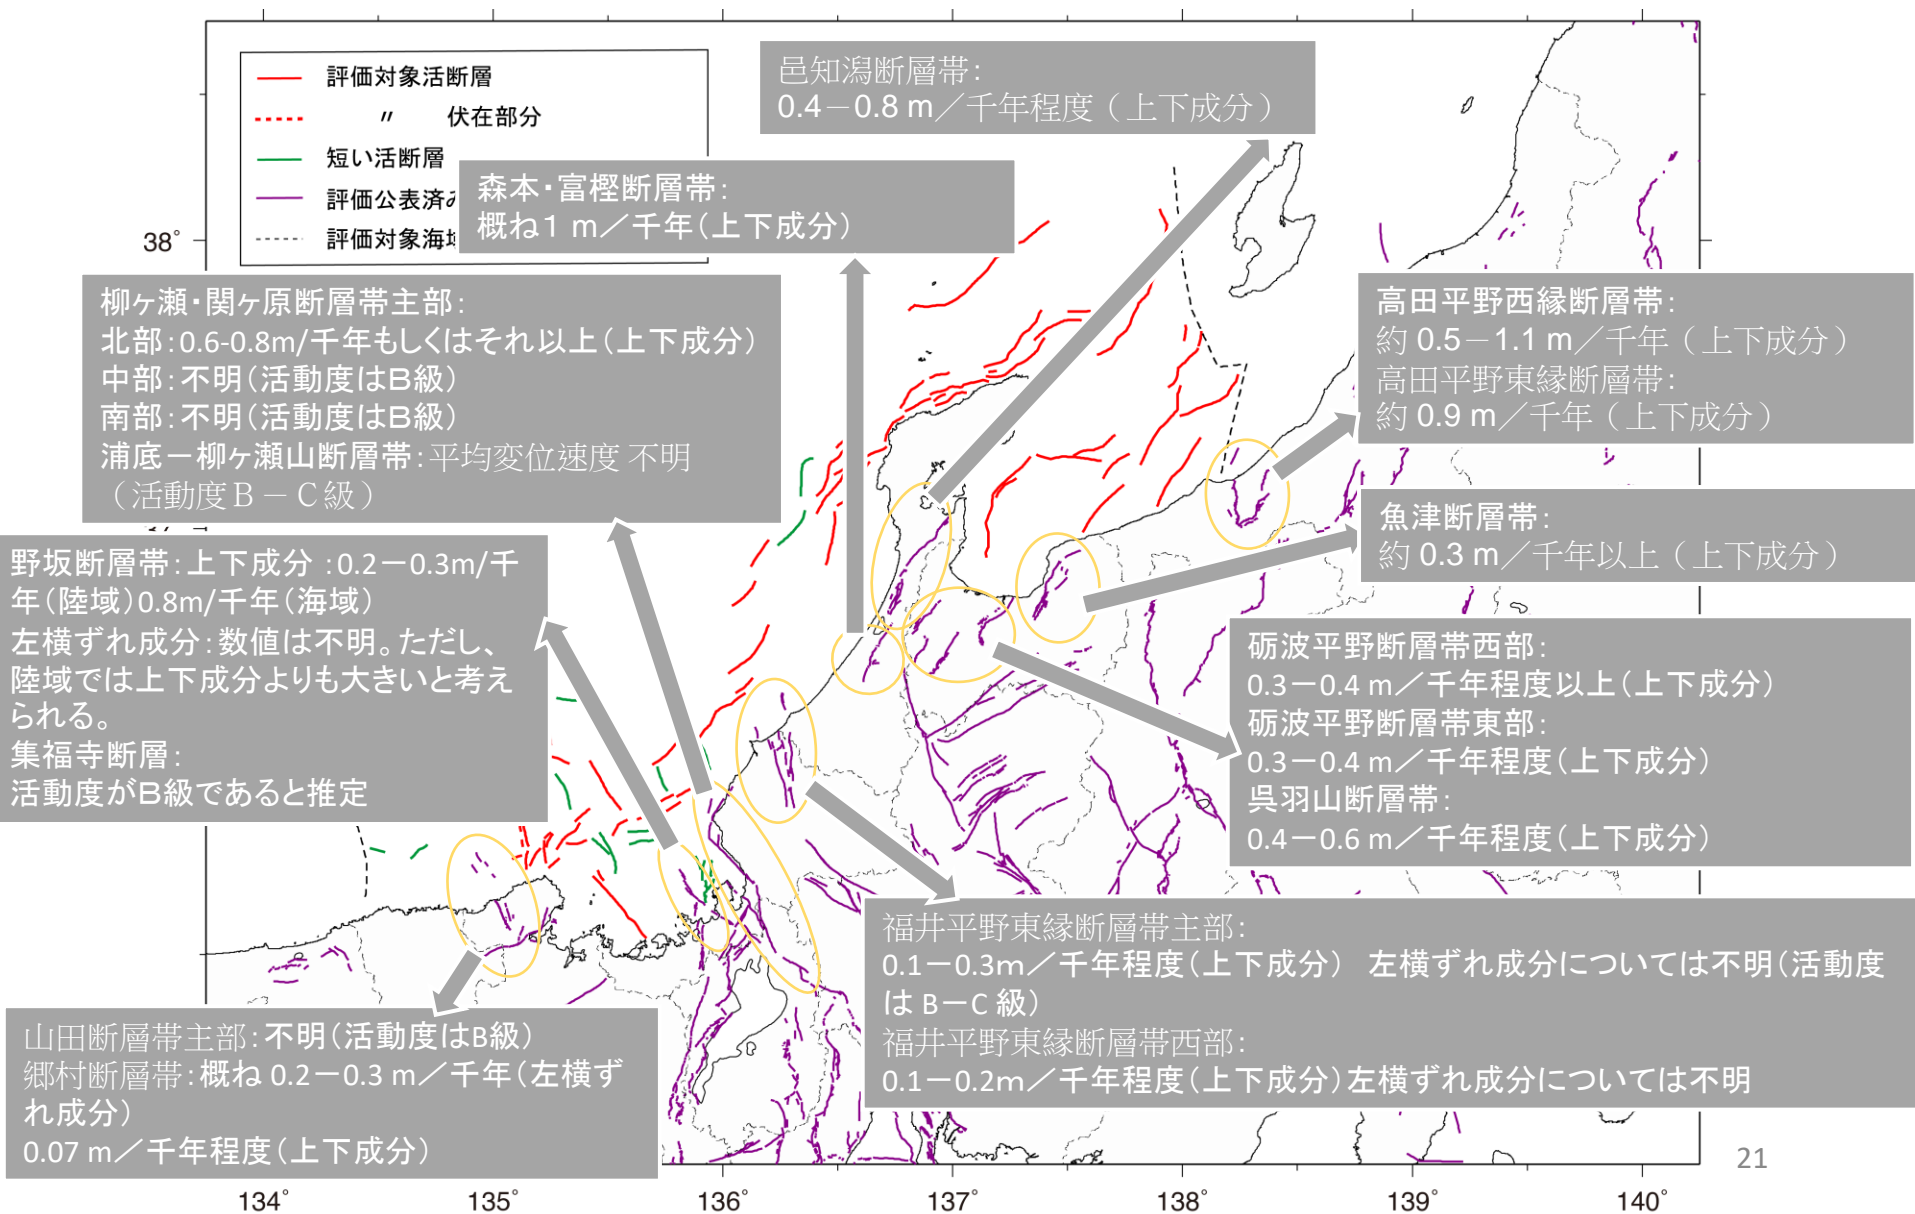 134° 135° 136° 137° 138° 139° 140°
38°
評価対象活断層
〃 伏在部分
短い活断層
評価公表済み
評価対象海域
邑知潟断層帯：
0.4－0.8 m／千年程度（上下成分）
森本・富樫断層帯：
概ね１ m／千年（上下成分）
柳ヶ瀬・関ヶ原断層帯主部：
北部：0.6-0.8m/千年もしくはそれ以上（上下成分）
中部：不明（活動度はＢ級）
南部：不明（活動度はＢ級）
浦底－柳ヶ瀬山断層帯：平均変位速度 不明
（活動度Ｂ－Ｃ級）
高田平野西縁断層帯：
約 0.5－1.1 m／千年（上下成分）
高田平野東縁断層帯：
約 0.9 m／千年（上下成分）
魚津断層帯：
約 0.3 m／千年以上（上下成分）
野坂断層帯：上下成分 ：0.2－0.3m/千
年（陸域）0.8m/千年（海域）
左横ずれ成分：数値は不明。ただし、
陸域では上下成分よりも大きいと考え
られる。
集福寺断層：
活動度がＢ級であると推定
砺波平野断層帯西部：
0.3－0.4 m／千年程度以上（上下成分）
砺波平野断層帯東部：
0.3－0.4 m／千年程度（上下成分）
呉羽山断層帯：
0.4－0.6 m／千年程度（上下成分）
福井平野東縁断層帯主部：
0.1－0.3ｍ／千年程度（上下成分） 左横ずれ成分については不明（活動度
は B－C 級）
福井平野東縁断層帯西部：
0.1－0.2ｍ／千年程度（上下成分）左横ずれ成分については不明
山田断層帯主部：不明（活動度はB級）
郷村断層帯：概ね 0.2－0.3 m／千年（左横ず
れ成分）
0.07 m／千年程度（上下成分）
21